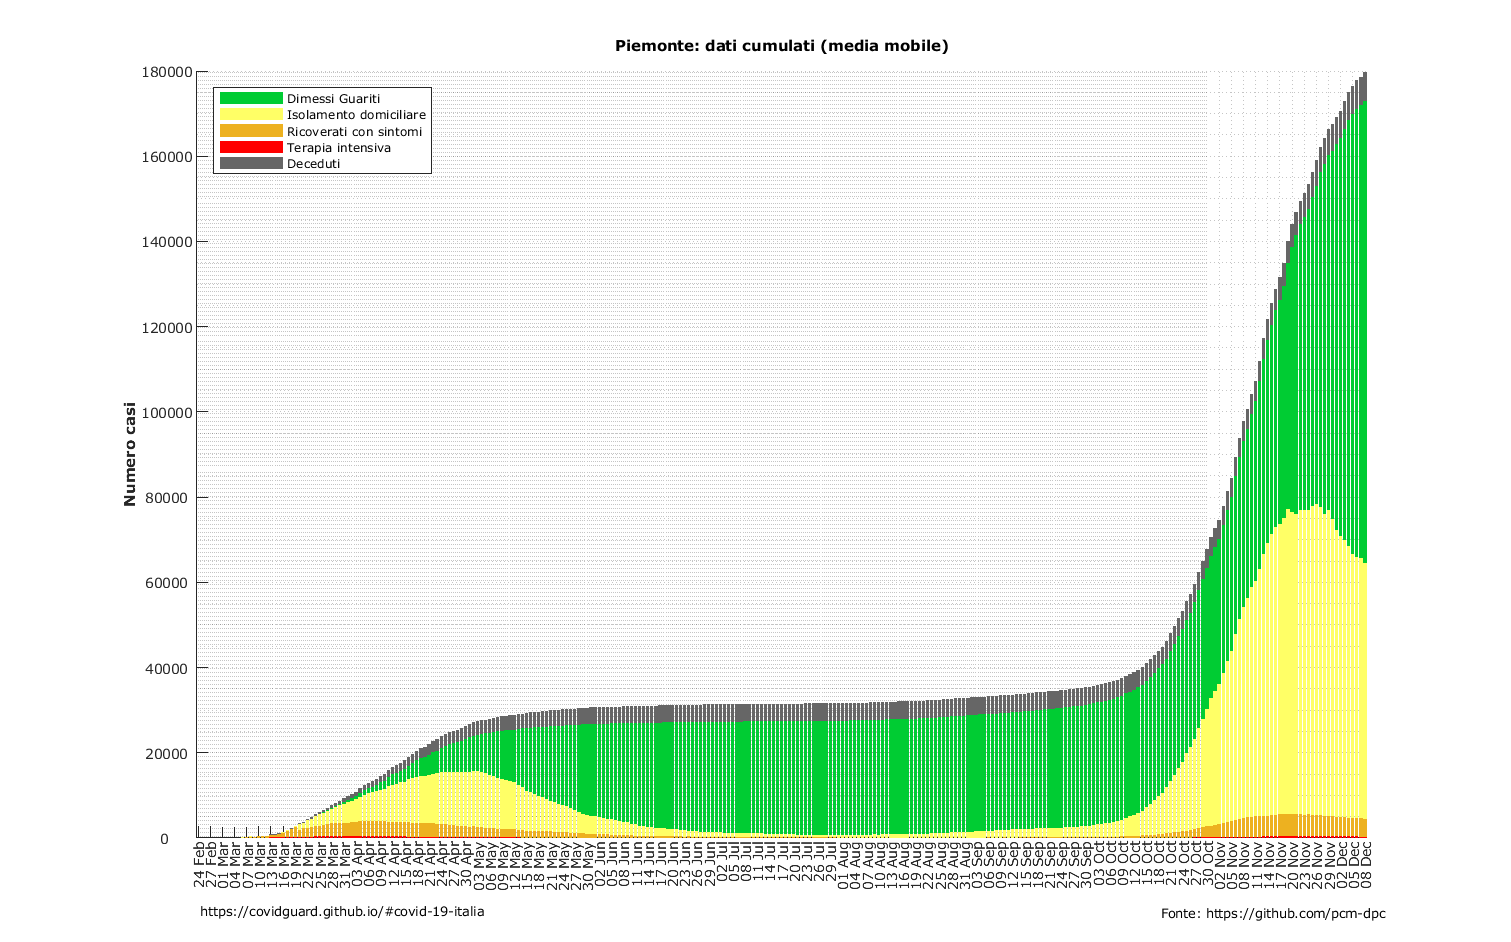 Piemonte: dati cumulati (media mobile)
180000
160000
140000
120000
100000
80000
60000
40000
20000
0
Numero casi
Dimessi Guariti
Isolamento domiciliare
Ricoverati con sintomi
Terapia intensiva
Deceduti
24 Feb
27 Feb
01 Mar
04 Mar
07 Mar
10 Mar
13 Mar
16 Mar
19 Mar
22 Mar
25 Mar
28 Mar
31 Mar
03 Apr
06 Apr
09 Apr
12 Apr
15 Apr
18 Apr
21 Apr
24 Apr
27 Apr
30 Apr
03 May
06 May
09 May
12 May
15 May
18 May
21 May
24 May
27 May
30 May
02 Jun
05 Jun
08 Jun
11 Jun
14 Jun
17 Jun
20 Jun
23 Jun
26 Jun
29 Jun
02 Jul
05 Jul
08 Jul
11 Jul
14 Jul
17 Jul
20 Jul
23 Jul
26 Jul
29 Jul
01 Aug
04 Aug
07 Aug
10 Aug
13 Aug
16 Aug
19 Aug
22 Aug
25 Aug
28 Aug
31 Aug
03 Sep
06 Sep
09 Sep
12 Sep
15 Sep
18 Sep
21 Sep
24 Sep
27 Sep
30 Sep
03 Oct
06 Oct
09 Oct
12 Oct
15 Oct
18 Oct
21 Oct
24 Oct
27 Oct
30 Oct
02 Nov
05 Nov
08 Nov
11 Nov
14 Nov
17 Nov
20 Nov
23 Nov
26 Nov
29 Nov
02 Dec
05 Dec
08 Dec
https://covidguard.github.io/#covid-19-italia
Fonte: https://github.com/pcm-dpc